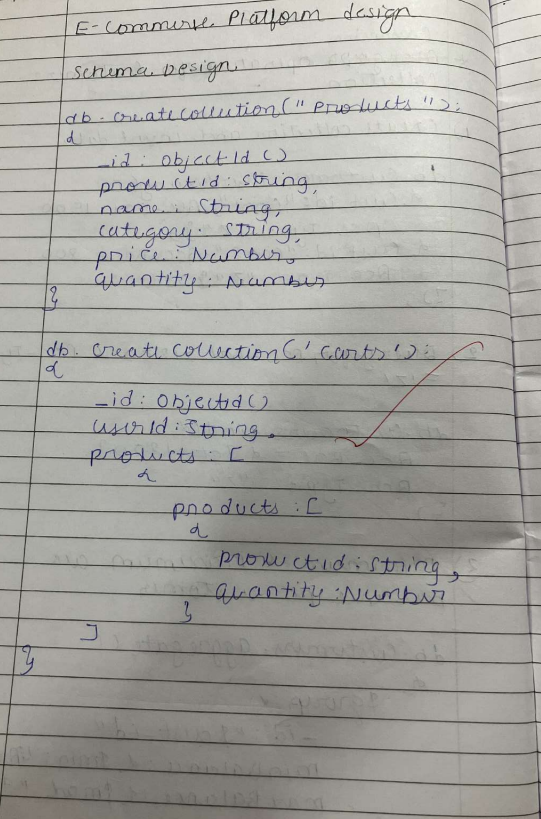 E-commerce Platform design
Schema Design
db. createcollection("Products");
{
_id: ObjectId()
productid: string,
name: String,
category: String,
price: Number,
quantity: Number
}
db. createcollection('carts');
{
_id: ObjectId()
userId: String,
products: [
{
products: [
{
productid: string,
quantity: Number
}
]
}